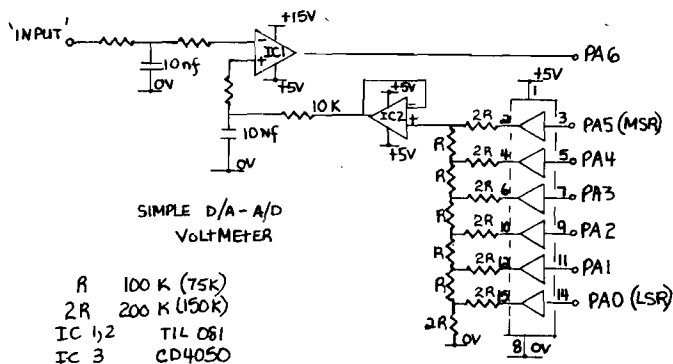 'INPUT'
+15V
- IC1
+
+5V
PA6
10nf
0V
10K
10nf
0V
+5V
IC2
+
+5V
+5V
1
2R 2 3 PA5 (MSR)
R
2R 4 5 PA4
R
2R 6 7 PA3
R
2R 10 9 PA2
R
2R 12 11 PA1
R
2R 15 14 PA0 (LSR)
2R
0V
8 0V
SIMPLE D/A - A/D
VOLTMETER
R 100 K (75K)
2R 200 K (150K)
IC 1,2 TIL 081
IC 3 CD4050